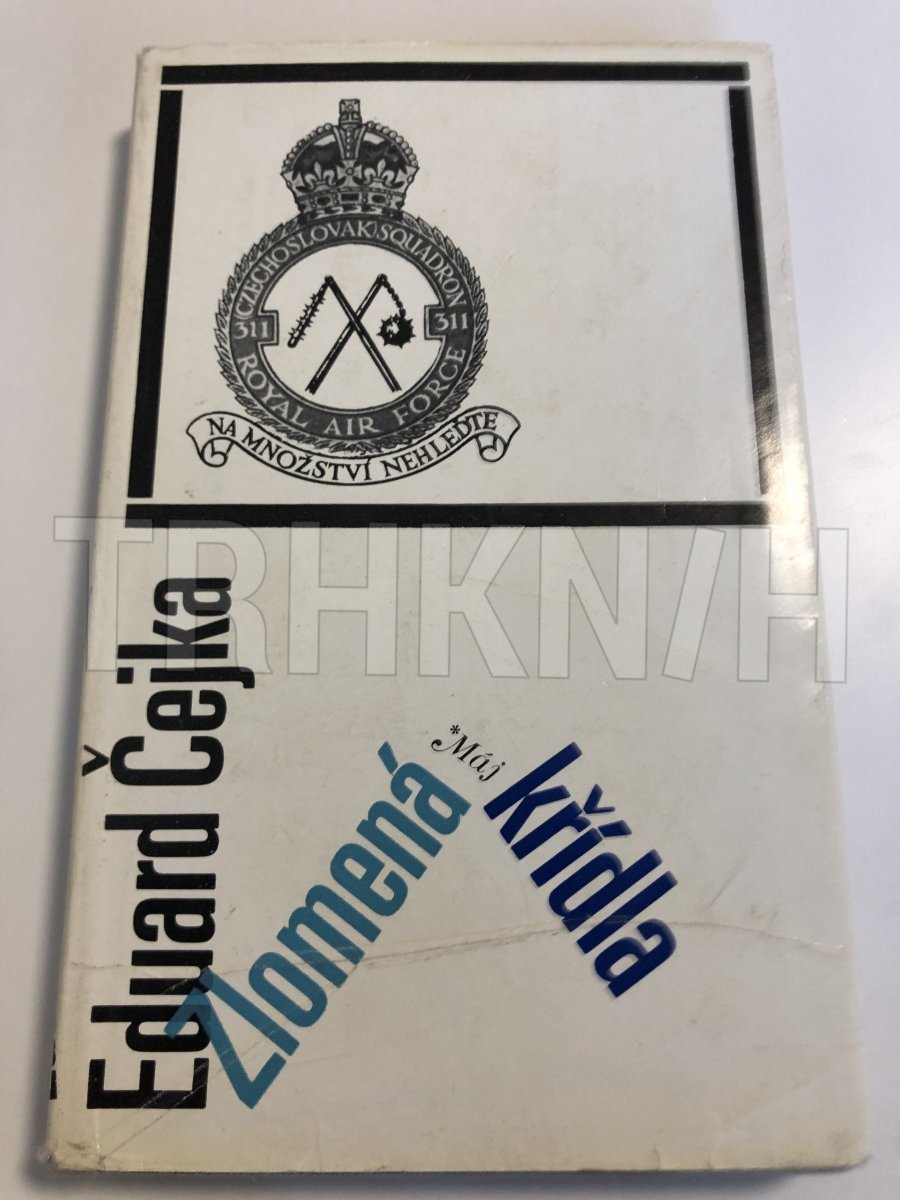 (CZECHOSLOVAK) SQUADRON
311 311
ROYAL AIR FORCE
NA MNOŽSTVÍ NEHLEĎTE
TRHKNIH
Eduard Čejka
*Máj
Zlomená
křídla